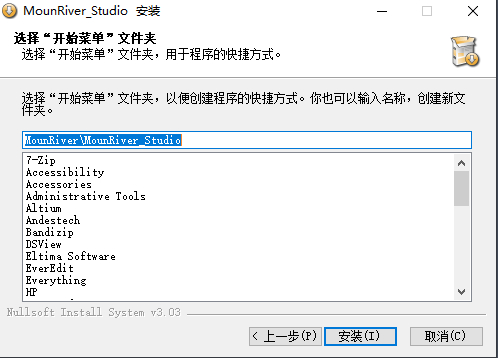 MounRiver_Studio 安装
选择“开始菜单”文件夹
选择“开始菜单”文件夹，用于程序的快捷方式。
选择“开始菜单”文件夹，以便创建程序的快捷方式。你也可以输入名称，创建新文
件夹。
MounRiver\MounRiver_Studio
7-Zip
Accessibility
Accessories
Administrative Tools
Altium
Andestech
Bandizip
DSView
Eltima Software
EverEdit
Everything
HP
Nullsoft Install System v3.03
< 上一步(P)
安装(I)
取消(C)